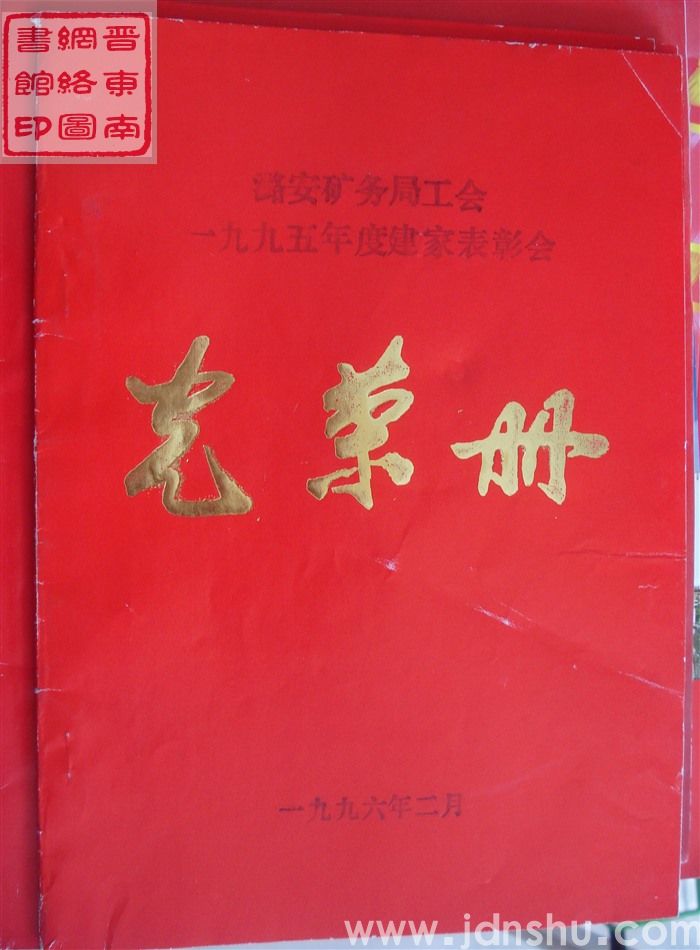 晋东南
網络圖
書館印
潞安矿务局工会
一九九五年度建家表彰会
光荣册
一九九六年二月
www.jdnshu.com